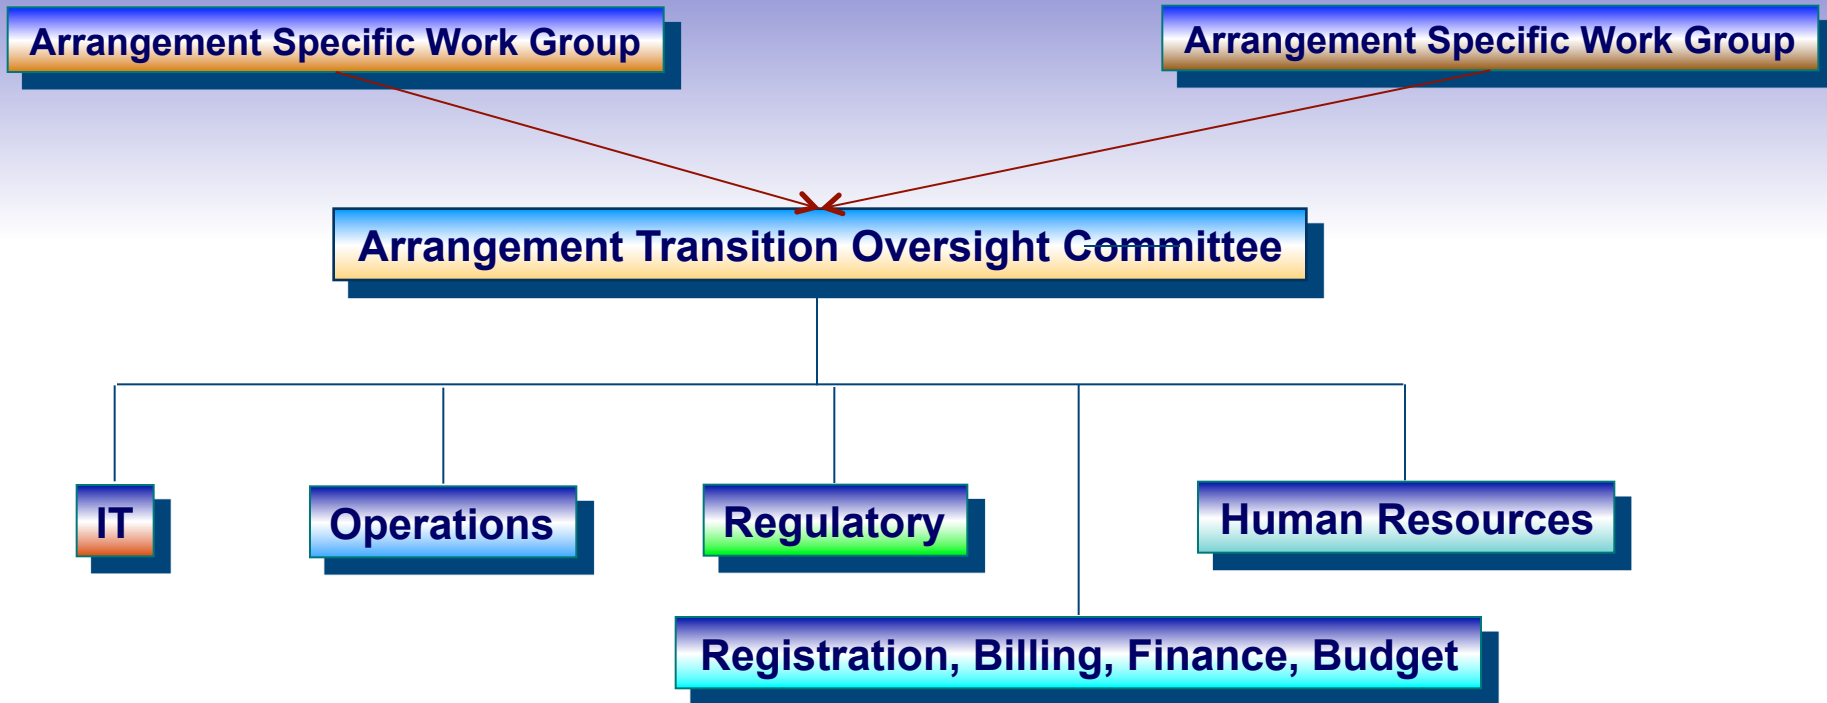 Arrangement Specific Work Group
Arrangement Specific Work Group
Arrangement Transition Oversight Committee
IT
Operations
Regulatory
Human Resources
Registration, Billing, Finance, Budget